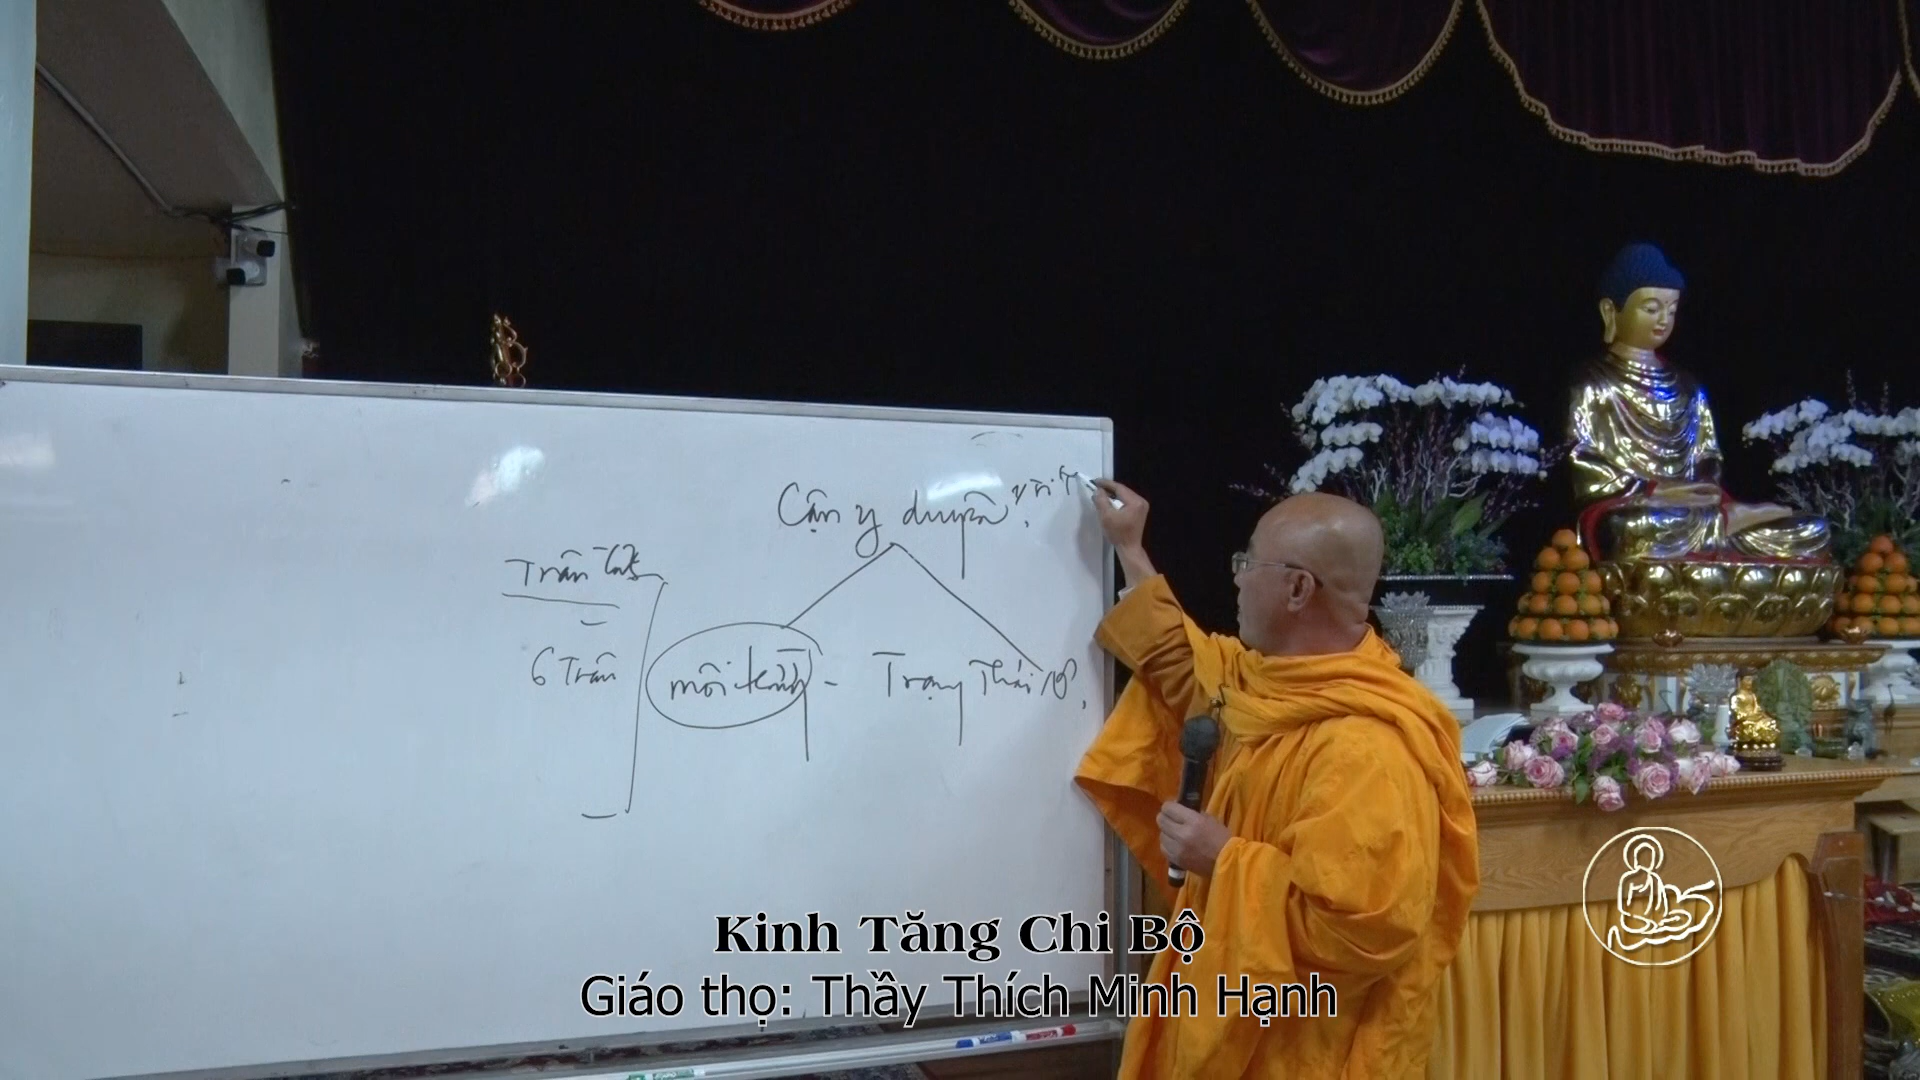 Cận y duyên
Trần
6 Trần
môi trường - Trạng Thái
Kinh Tăng Chi Bộ
Giáo thọ: Thầy Thích Minh Hạnh